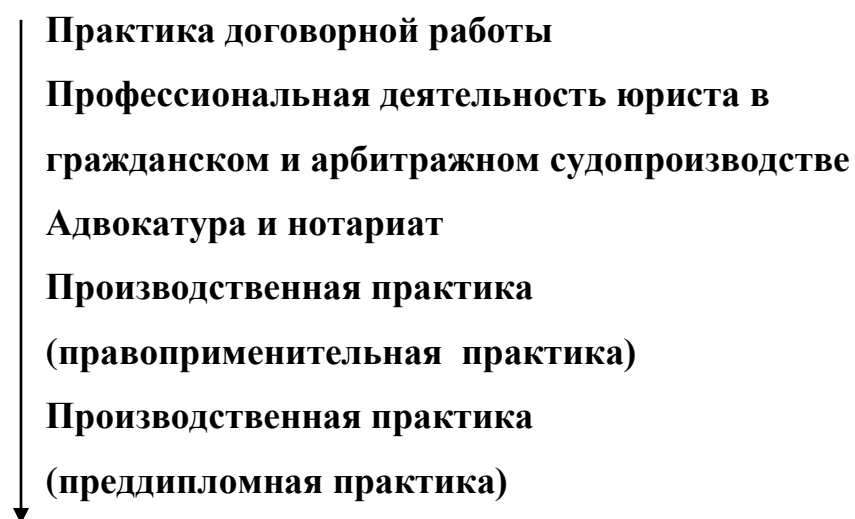 Практика договорной работы
Профессиональная деятельность юриста в
гражданском и арбитражном судопроизводстве
Адвокатура и нотариат
Производственная практика
(правоприменительная практика)
Производственная практика
(преддипломная практика)